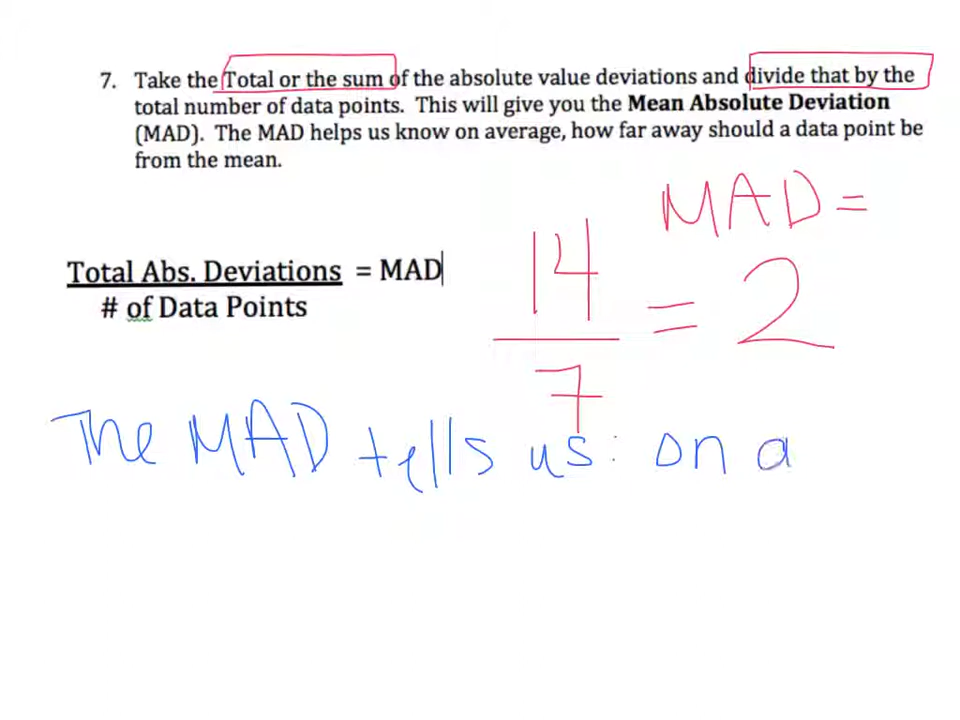 7. Take the Total or the sum of the absolute value deviations and divide that by the
total number of data points. This will give you the Mean Absolute Deviation
(MAD). The MAD helps us know on average, how far away should a data point be
from the mean.
MAD =
Total Abs. Deviations = MAD
# of Data Points
14
= 2
7
The MAD tells us: on a